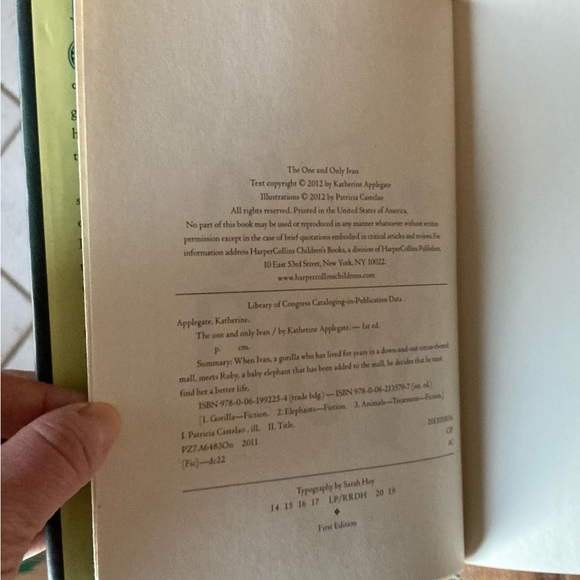 The One and Only Ivan
Text copyright © 2012 by Katherine Applegate
Illustrations © 2012 by Patricia Castelao
All rights reserved. Printed in the United States of America.
No part of this book may be used or reproduced in any manner whatsoever without written
permission except in the case of brief quotations embodied in critical articles and reviews. For
information address HarperCollins Children's Books, a division of HarperCollins Publishers,
10 East 53rd Street, New York, NY 10022.
www.harpercollinschildrens.com
Library of Congress Cataloging-in-Publication Data
Applegate, Katherine.
The one and only Ivan / by Katherine Applegate. — 1st ed.
p. cm.
Summary: When Ivan, a gorilla who has lived for years in a down-and-out circus-themed
mall, meets Ruby, a baby elephant that has been added to the mall, he decides that he must
find her a better life.
ISBN 978-0-06-199225-4 (trade bdg.) — ISBN 978-0-06-213579-7 (int. ed.)
[1. Gorilla—Fiction. 2. Elephants—Fiction. 3. Animals—Treatment—Fiction.]
I. Patricia Castelao, ill. II. Title.
PZ7.A6483On 2011
[Fic]—dc22
CIP
AC
Typography by Sarah Hoy
14 15 16 17 LP/RRDH 20 19
First Edition